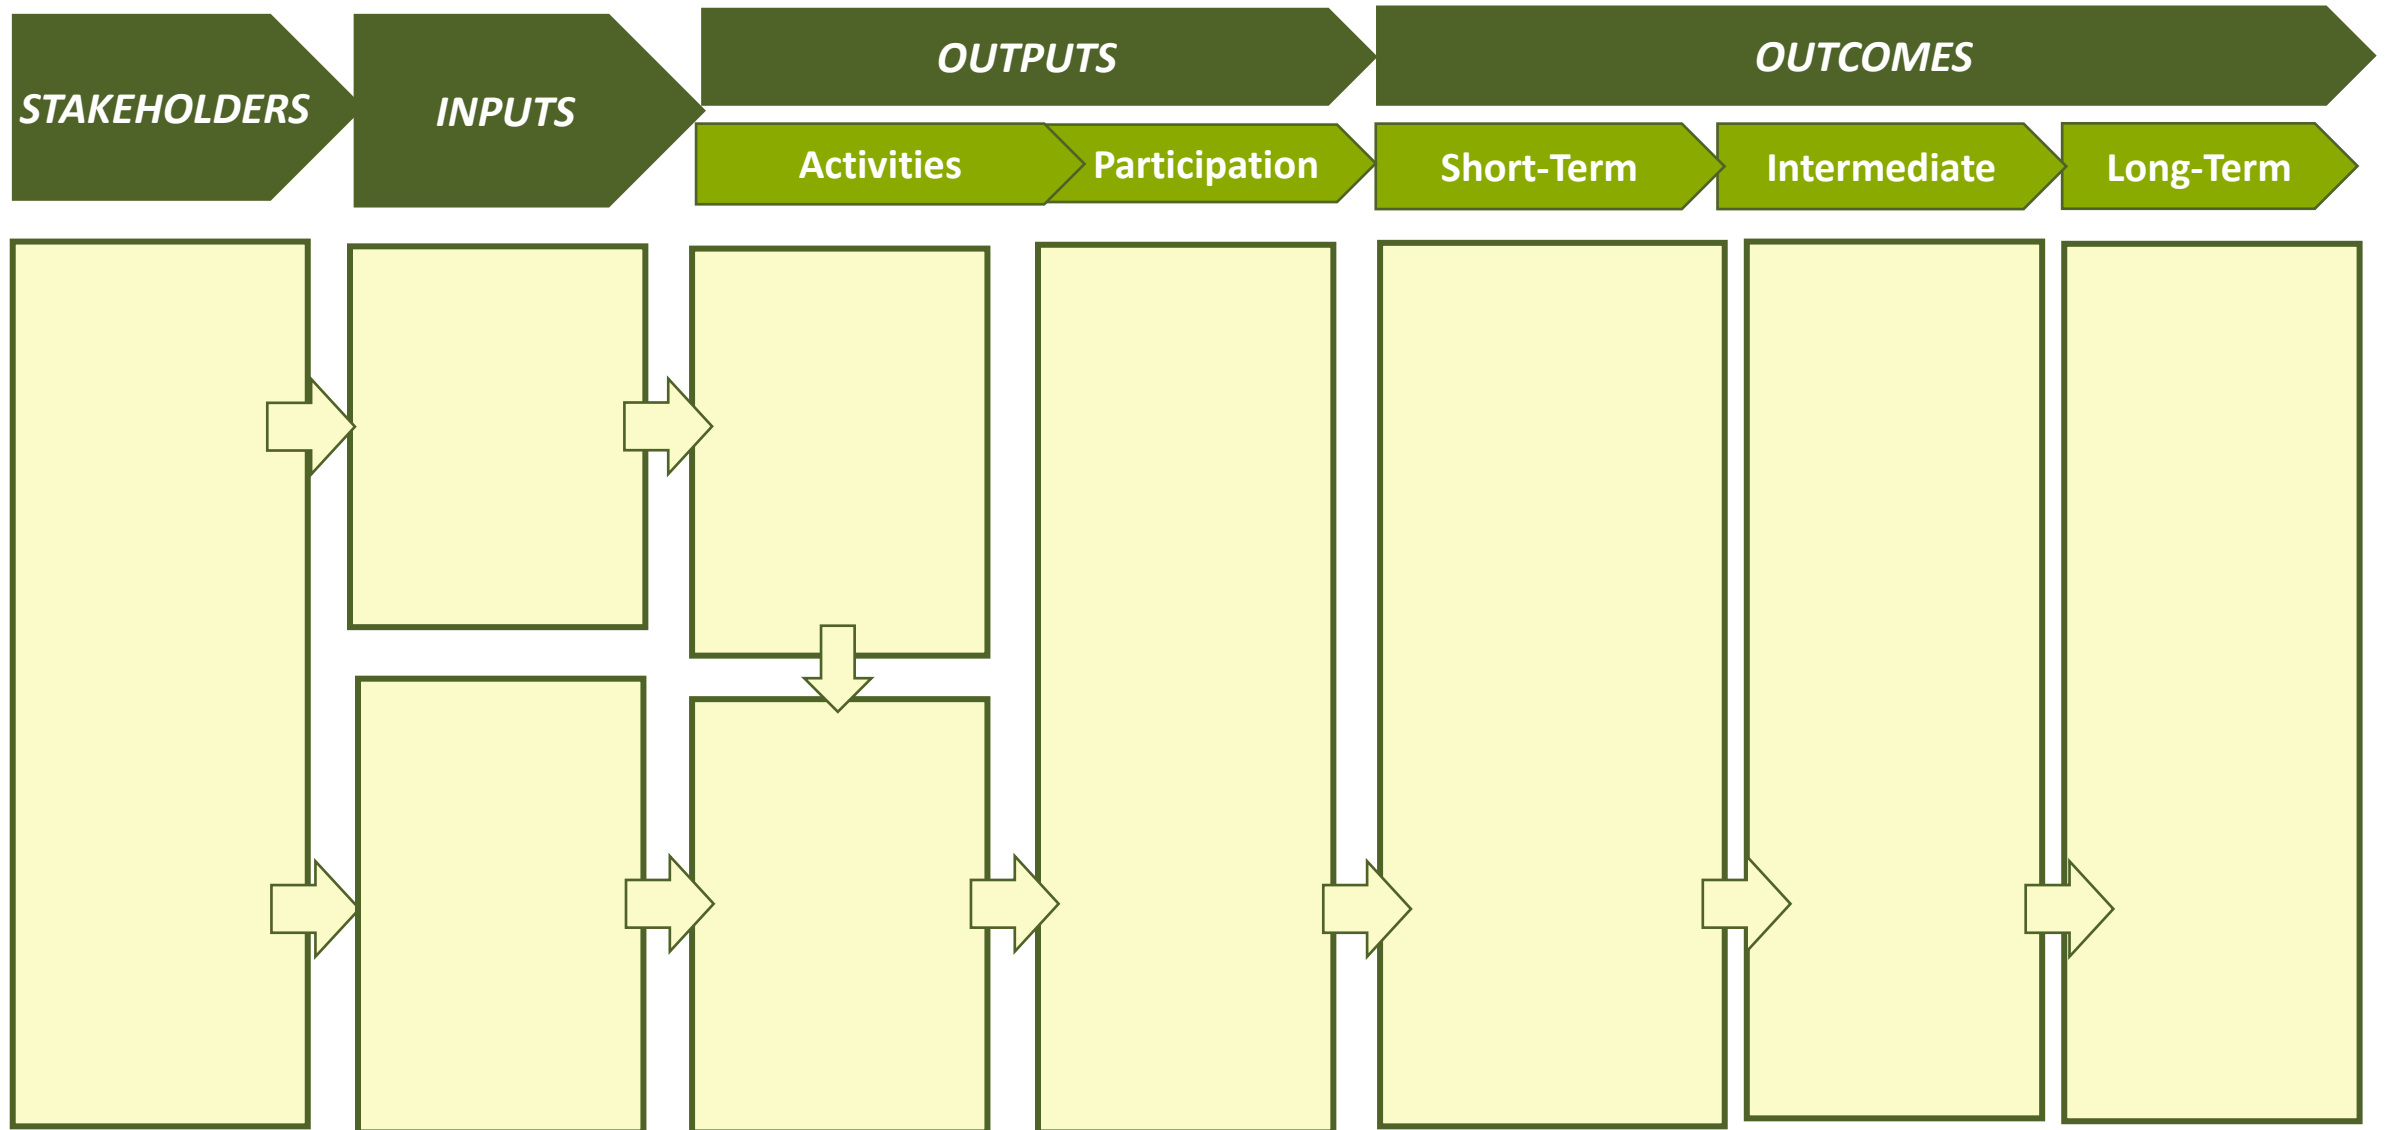 STAKEHOLDERS
INPUTS
OUTPUTS
OUTCOMES
Activities
Participation
Short-Term
Intermediate
Long-Term